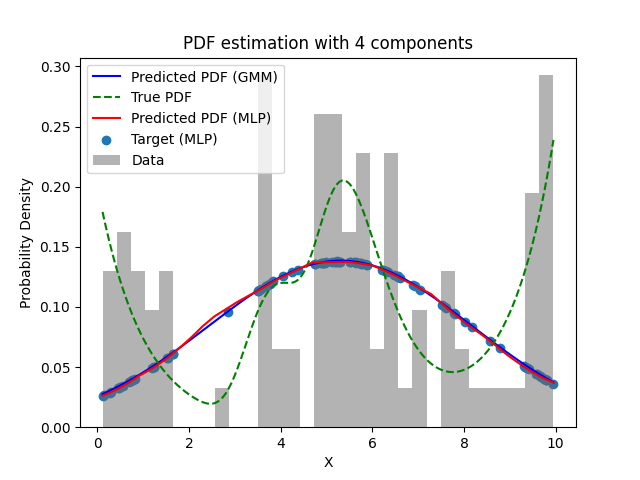 PDF estimation with 4 components
Predicted PDF (GMM)
True PDF
Predicted PDF (MLP)
Target (MLP)
Data
Probability Density
0.30
0.25
0.20
0.15
0.10
0.05
0.00
0
2
4
6
8
10
X